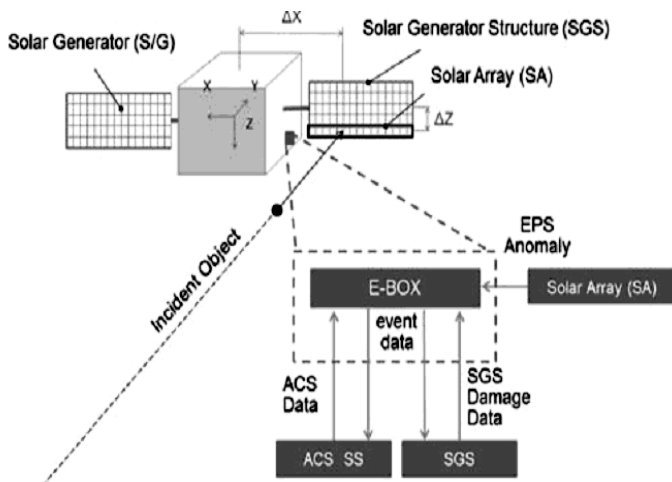 ΔX
Solar Generator Structure (SGS)
Solar Generator (S/G)
Solar Array (SA)
X
Y
Z
ΔZ
Incident Object
EPS
Anomaly
E-BOX
Solar Array (SA)
event
data
ACS
Data
SGS
Damage
Data
ACS SS
SGS